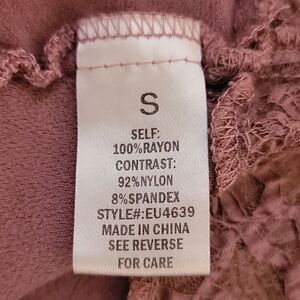 S
SELF:
100%RAYON
CONTRAST:
92%NYLON
8%SPANDEX
STYLE#:EU4639
MADE IN CHINA
SEE REVERSE
FOR CARE